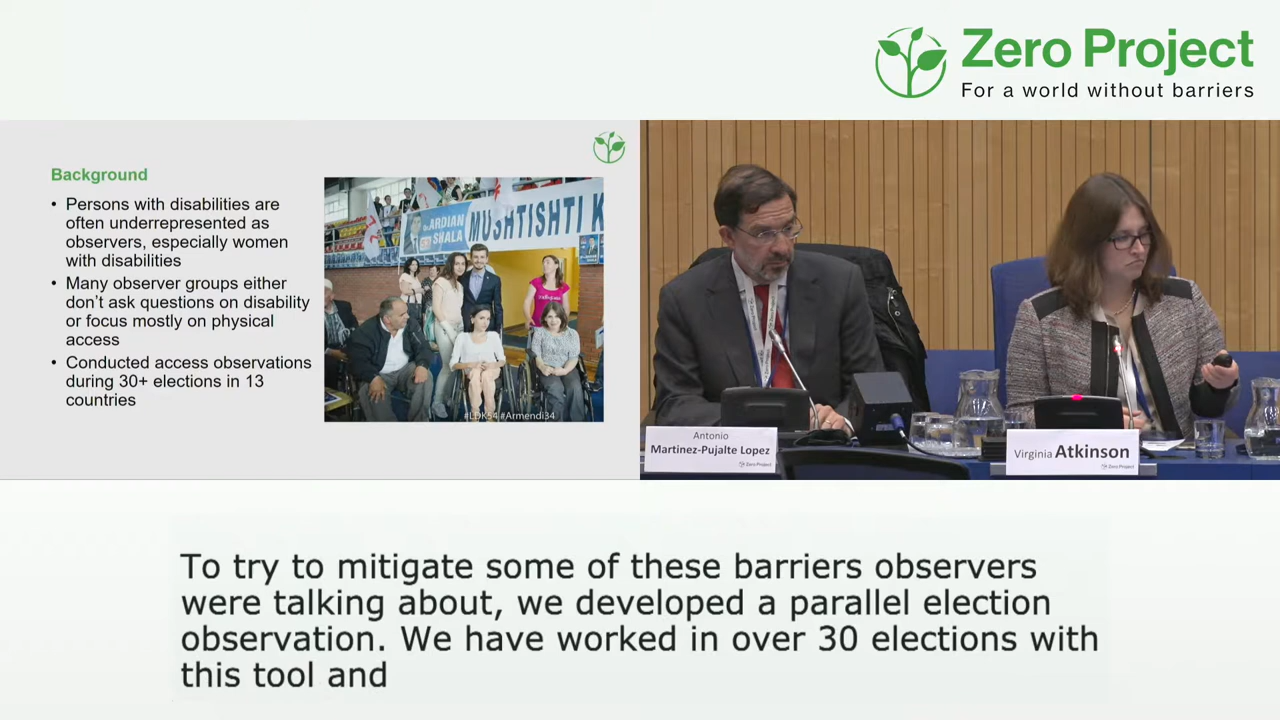 Zero Project
For a world without barriers
Background
• Persons with disabilities are
often underrepresented as
observers, especially women
with disabilities
• Many observer groups either
don’t ask questions on disability
or focus mostly on physical
access
• Conducted access observations
during 30+ elections in 13
countries
ARDIAN
SHALA
MUSHTISHTI K
#LDK54 #Armendi34
Antonio
Martinez-Pujalte Lopez
Zero Project
Virginia Atkinson
Zero Project
To try to mitigate some of these barriers observers
were talking about, we developed a parallel election
observation. We have worked in over 30 elections with
this tool and